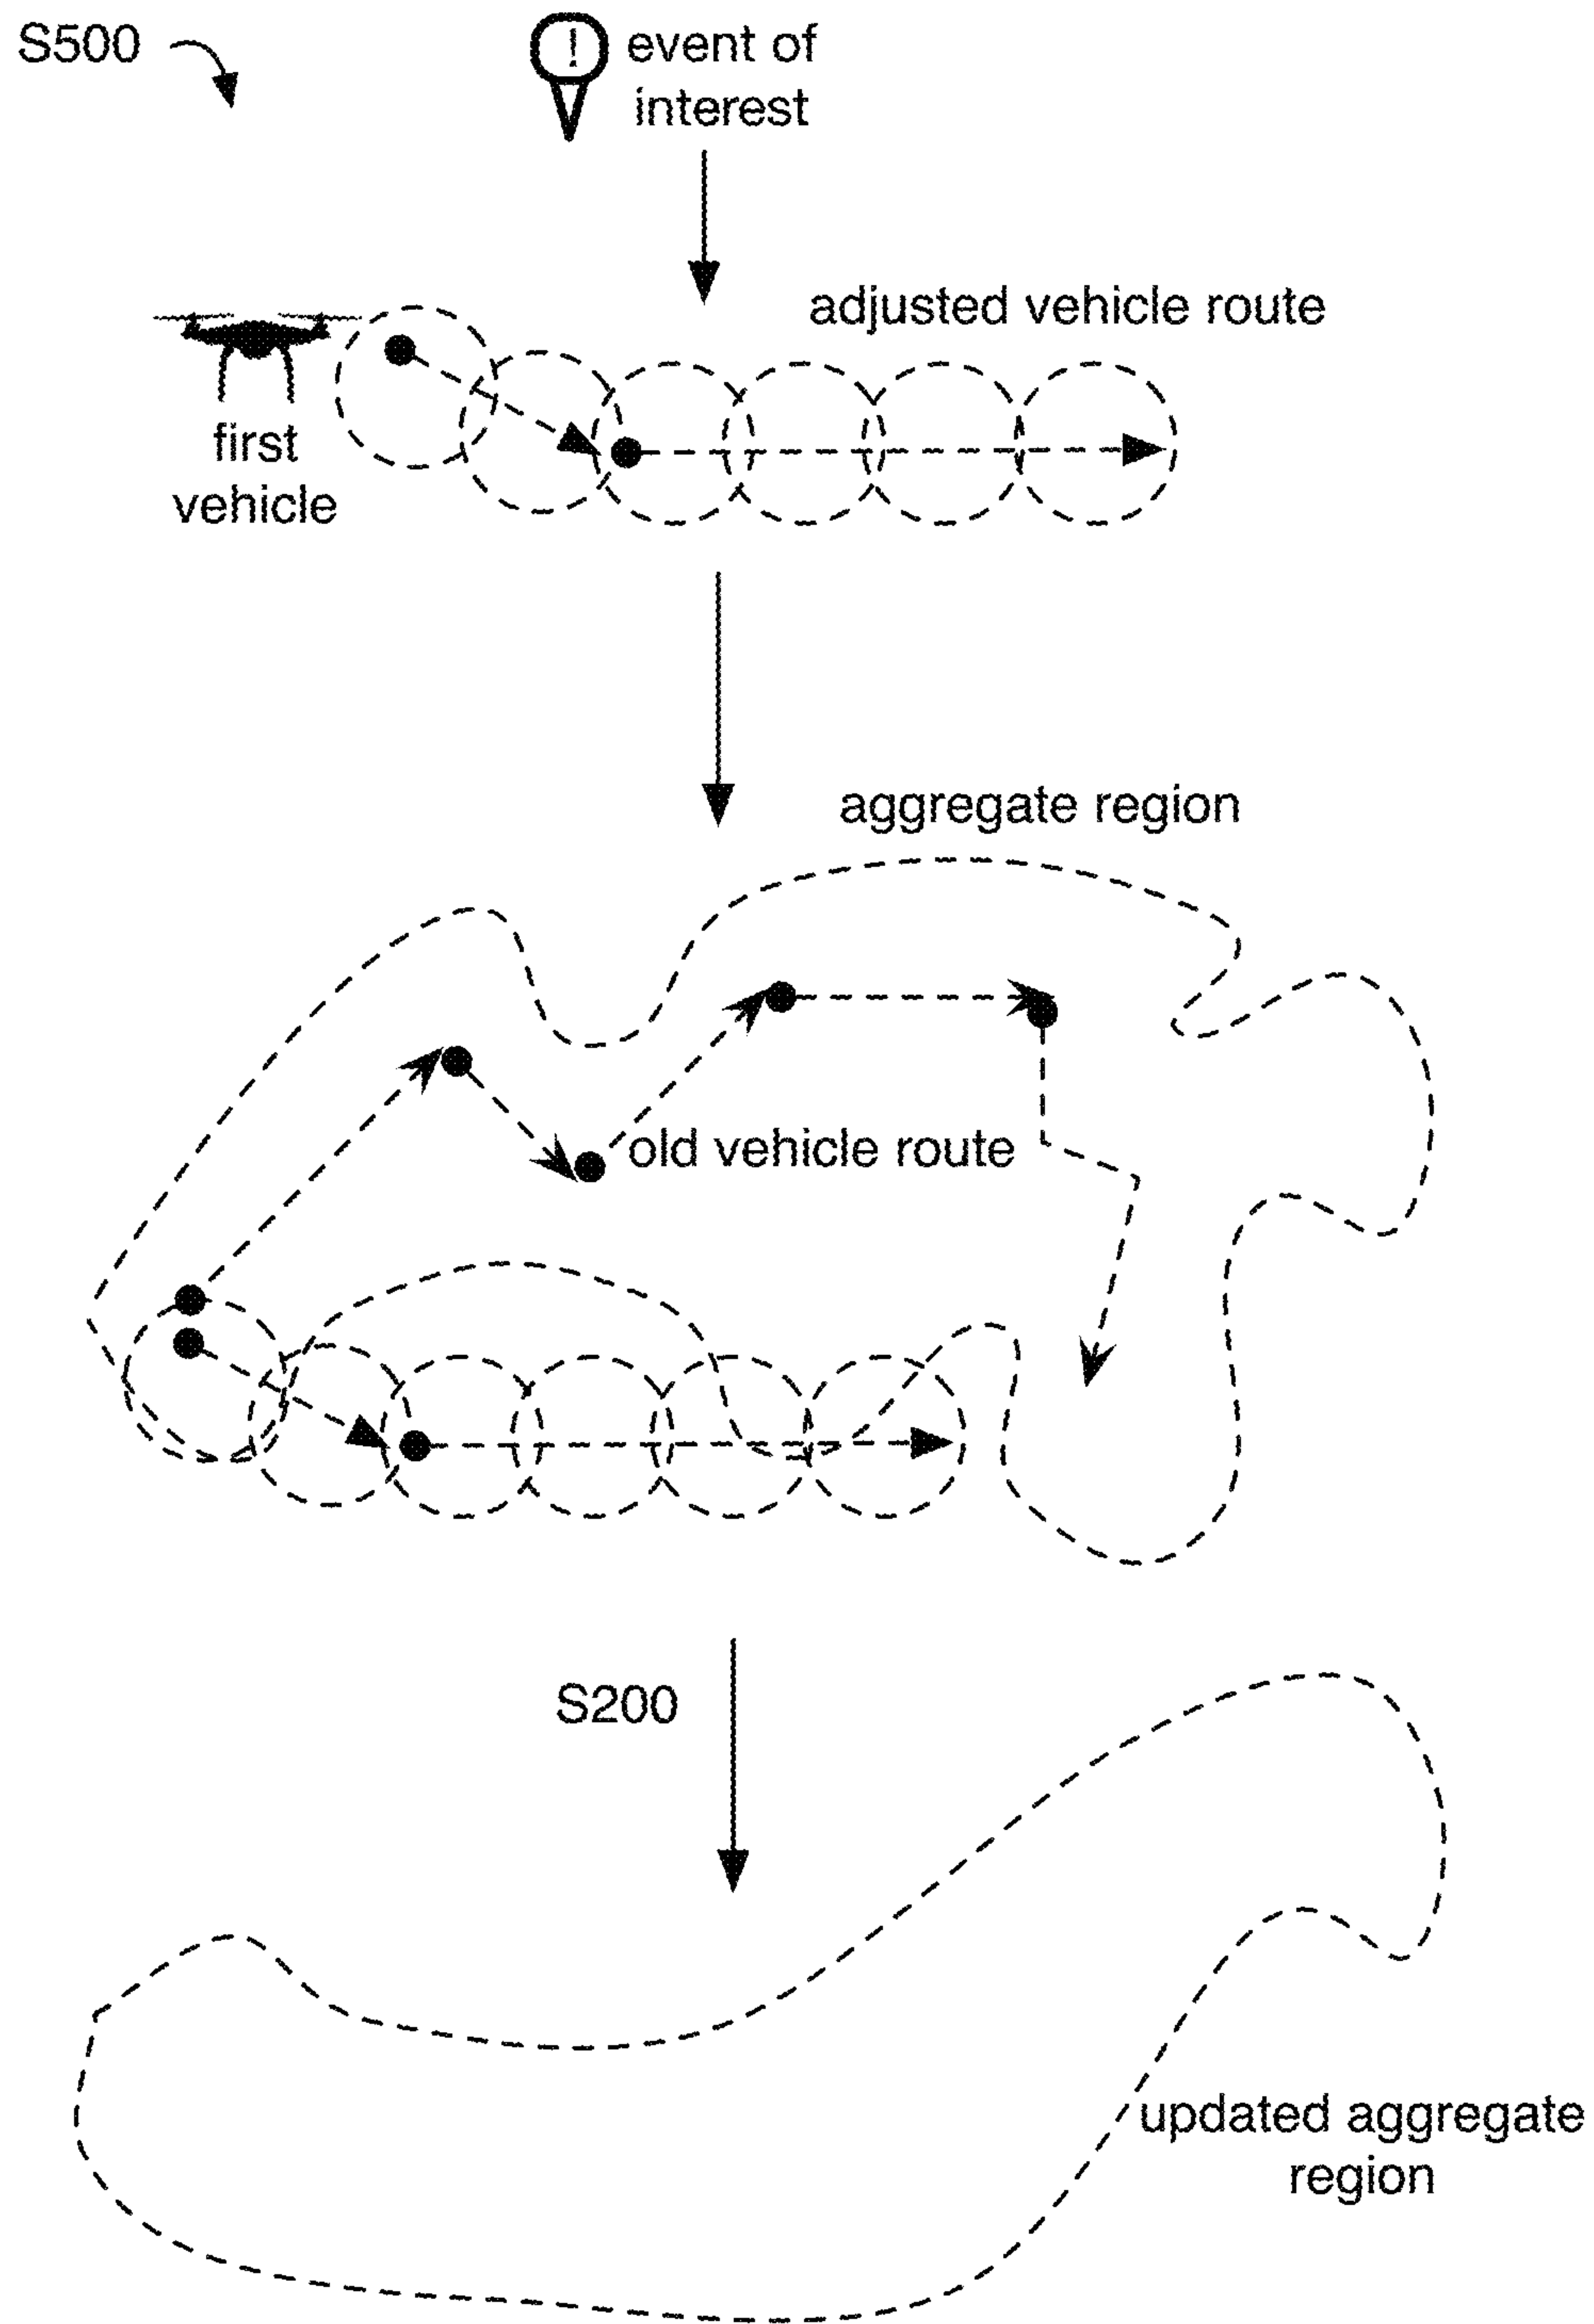 S500
!
event of
interest
adjusted vehicle route
first
vehicle
aggregate region
old vehicle route
S200
updated aggregate
region